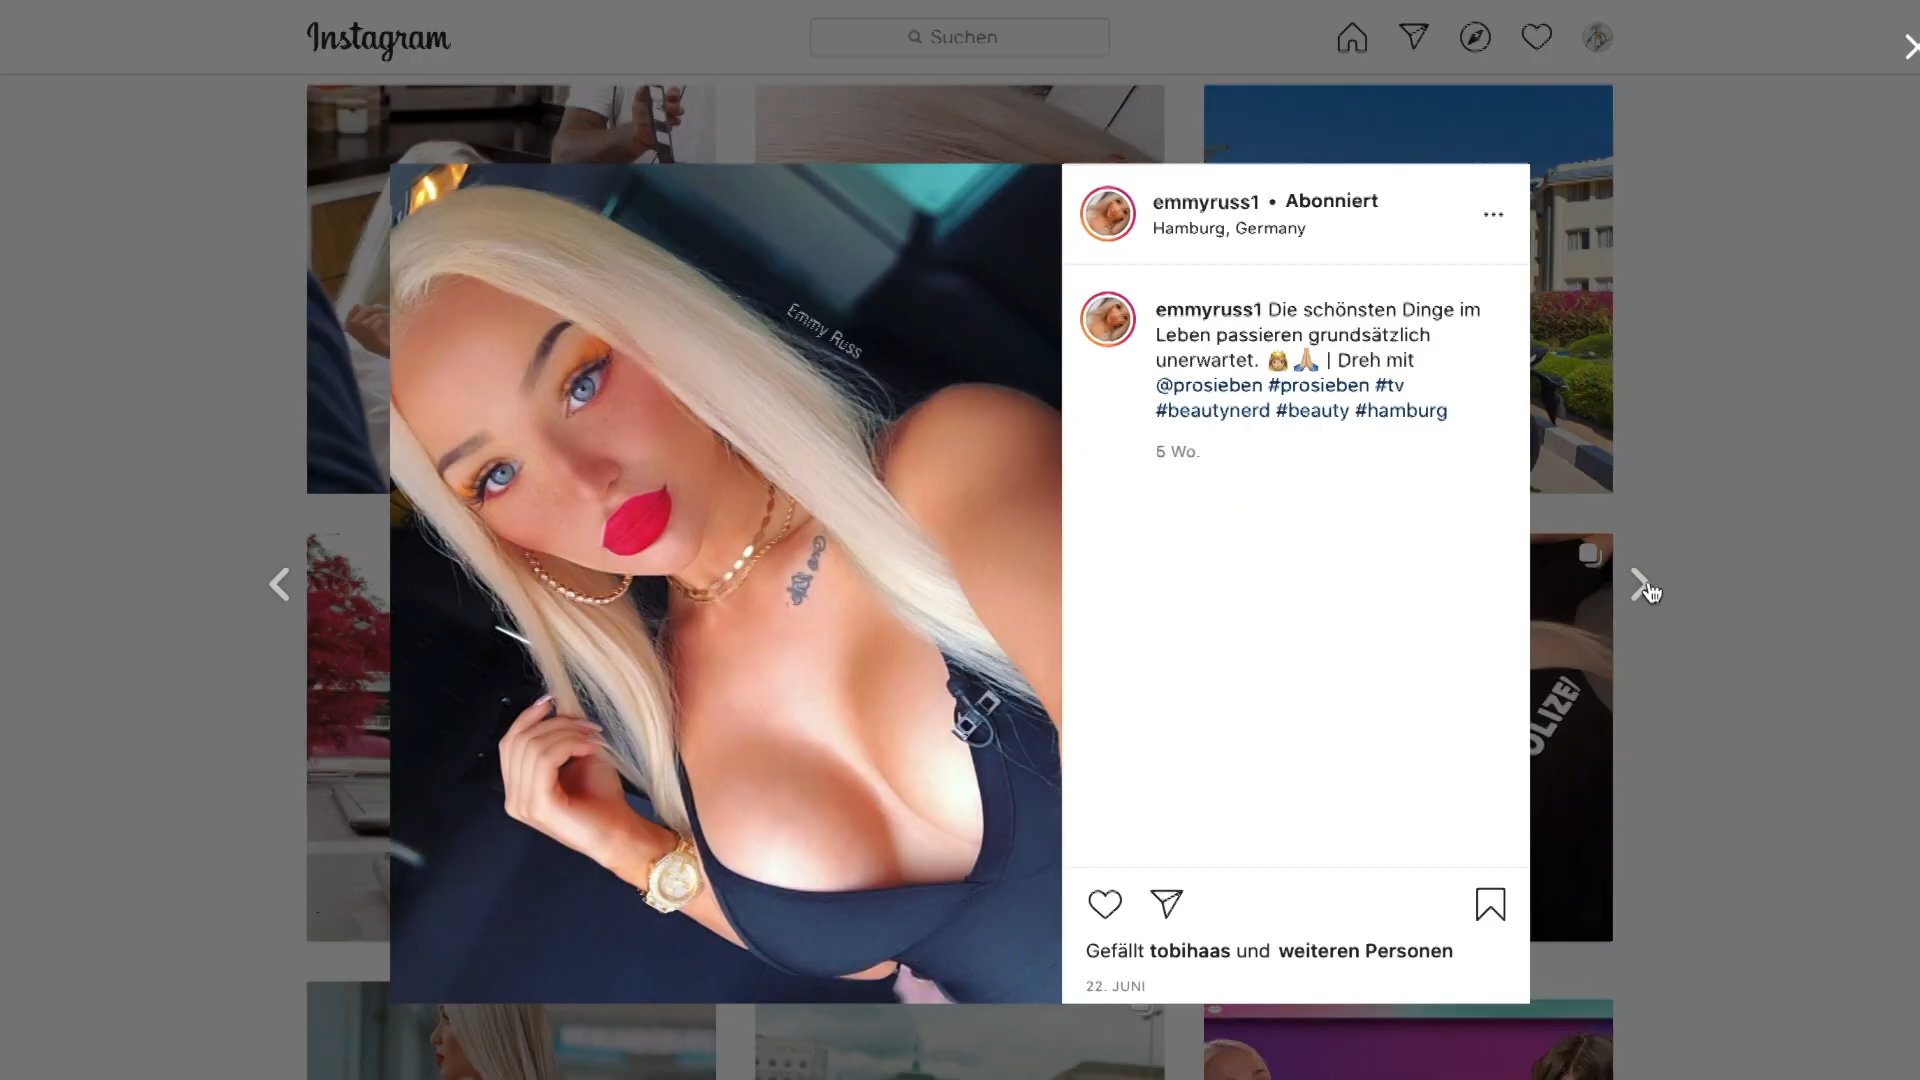 Instagram
Suchen
emmyruss1 • Abonniert
Hamburg, Germany
Emmy Russ
emmyruss1 Die schönsten Dinge im
Leben passieren grundsätzlich
unerwartet. 👸🏼🙏🏼 | Dreh mit
@prosieben #prosieben #tv
#beautynerd #beauty #hamburg
5 Wo.
OLIZEI
Gefällt tobihaas und weiteren Personen
22. JUNI